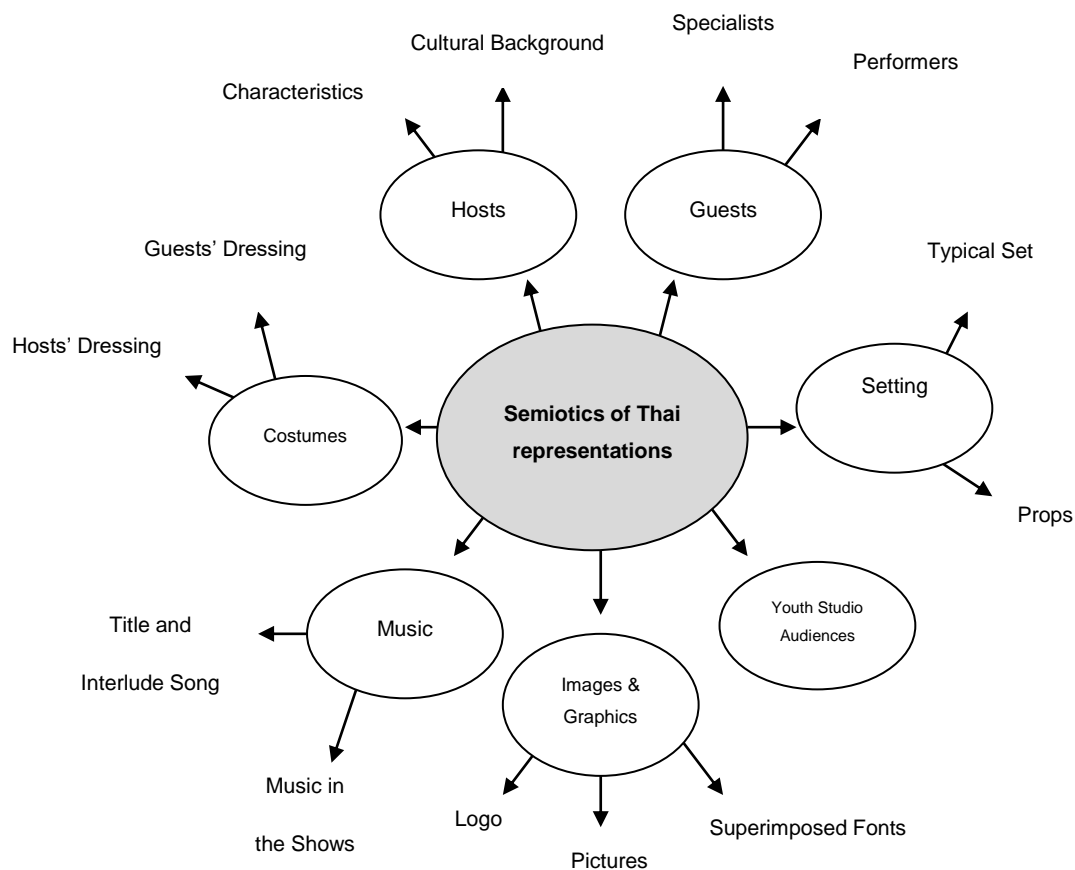 Specialists
Cultural Background
Performers
Characteristics
Hosts
Guests
Guests’ Dressing
Typical Set
Hosts’ Dressing
Setting
Semiotics of Thai
representations
Costumes
Props
Youth Studio
Audiences
Title and
Interlude Song
Music
Images &
Graphics
Music in
the Shows
Logo
Superimposed Fonts
Pictures